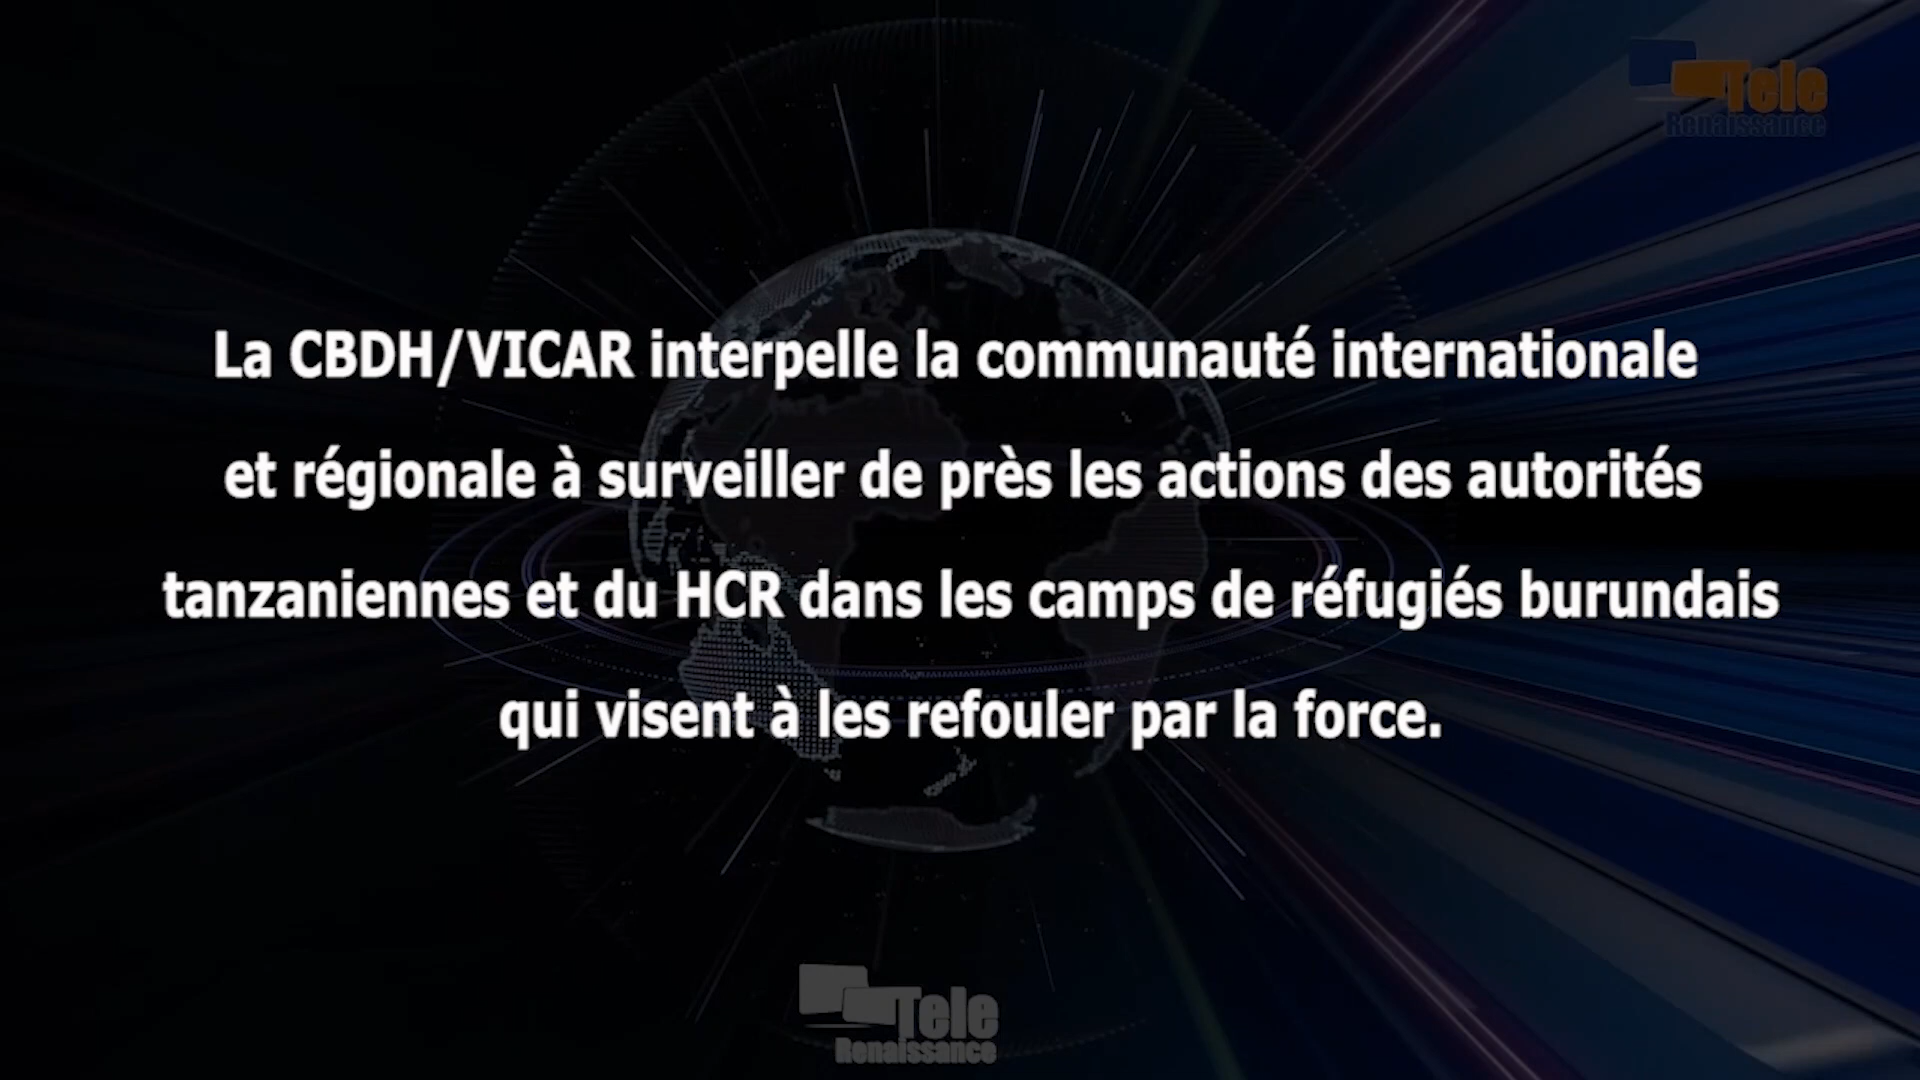 Tele
Renaissance
La CBDH/VICAR interpelle la communauté internationale
et régionale à surveiller de près les actions des autorités
tanzaniennes et du HCR dans les camps de réfugiés burundais
qui visent à les refouler par la force.
Tele
Renaissance